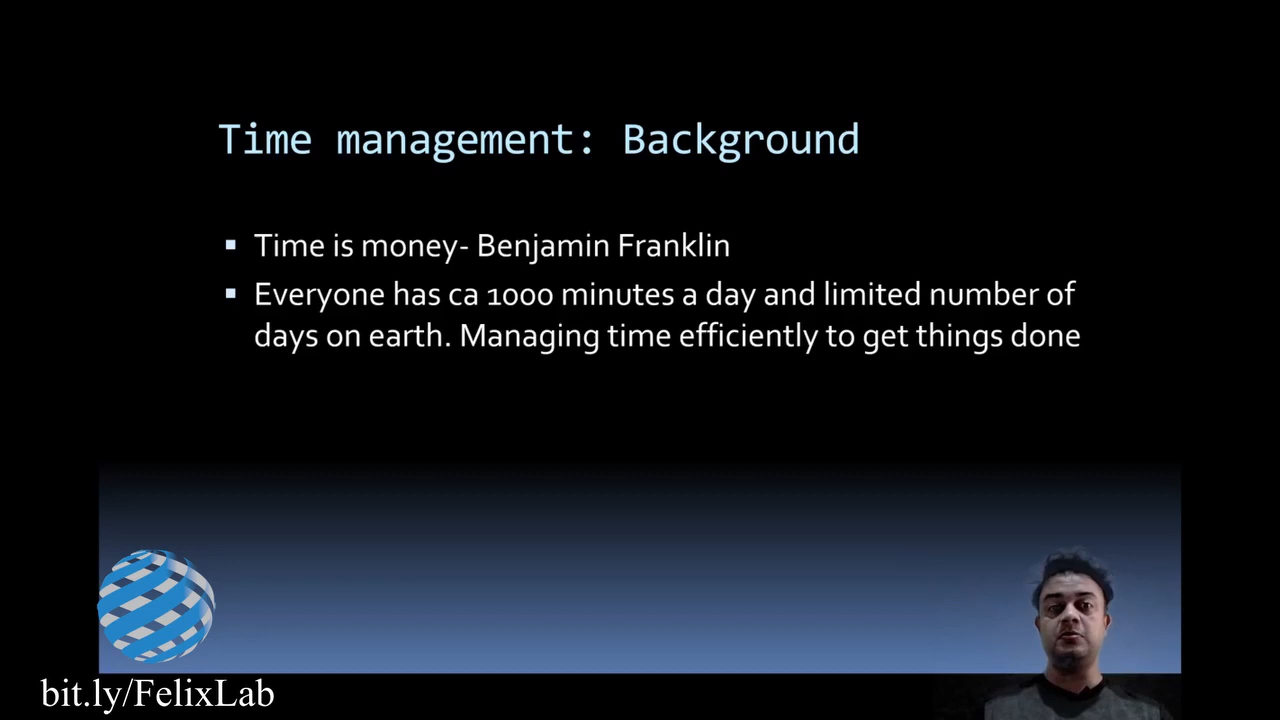 Time management: Background
▪ Time is money- Benjamin Franklin
▪ Everyone has ca 1000 minutes a day and limited number of
days on earth. Managing time efficiently to get things done
bit.ly/FelixLab